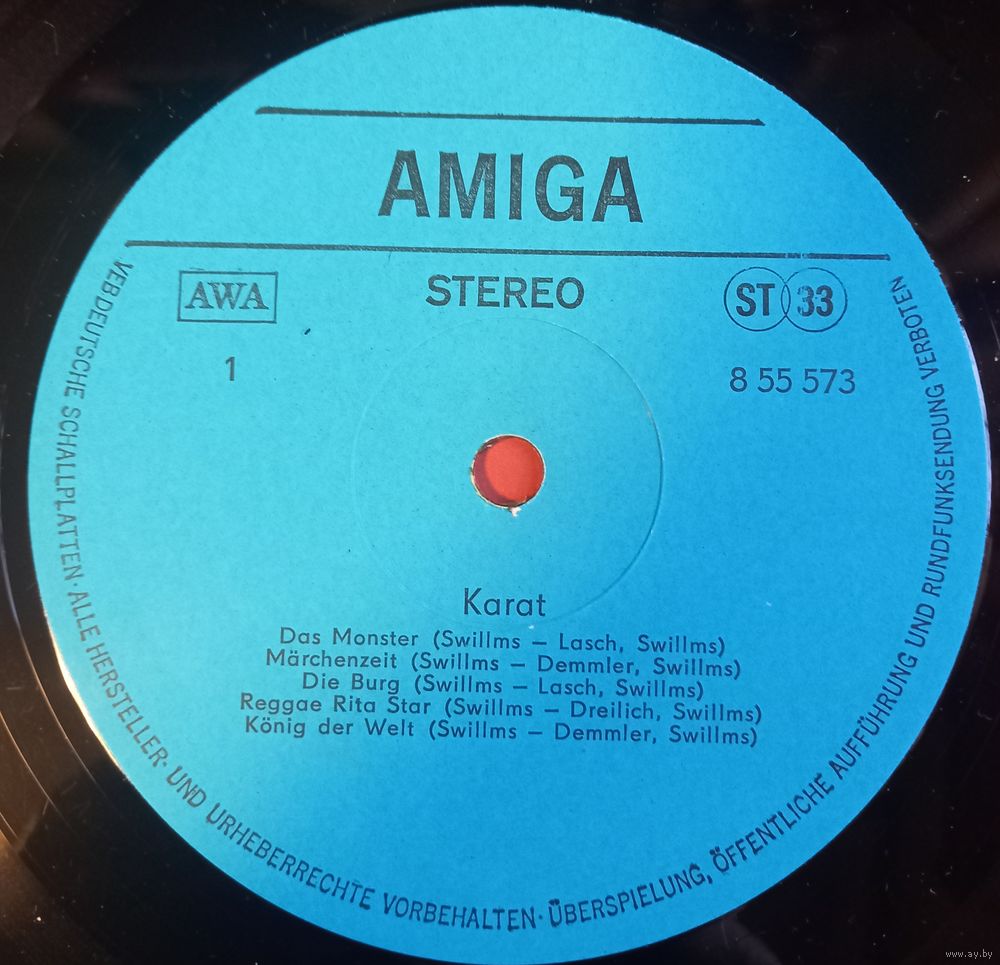 AMIGA
AWA
STEREO
ST 33
1
8 55 573
Karat
Das Monster (Swillms – Lasch, Swillms)
Märchenzeit (Swillms – Demmler, Swillms)
Die Burg (Swillms – Lasch, Swillms)
Reggae Rita Star (Swillms – Dreilich, Swillms)
König der Welt (Swillms – Demmler, Swillms)
VEB DEUTSCHE SCHALLPLATTEN · ALLE HERSTELLER- UND URHEBERRECHTE VORBEHALTEN · ÜBERSPIELUNG, ÖFFENTLICHE AUFFÜHRUNG UND RUNDFUNKSENDUNG VERBOTEN
www.ay.by